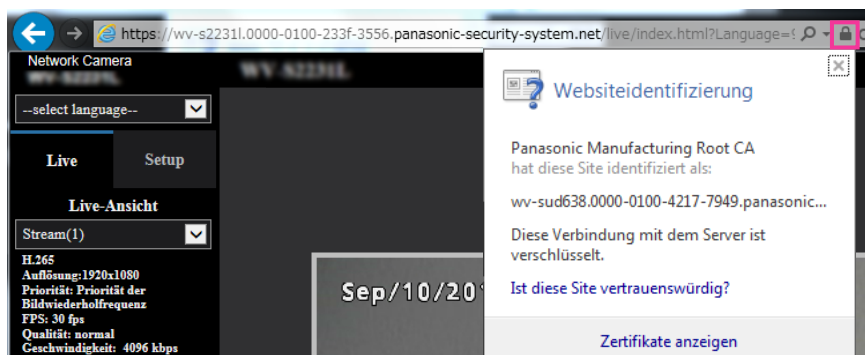 https://wv-s2231l.0000-0100-233f-3556.panasonic-security-system.net/live/index.html?Language=
Network Camera
WV-S2231L
WV-S2231L
--select language--
Live Setup
Live-Ansicht
Stream(1)
H.265
Auflösung:1920x1080
Priorität: Priorität der
Bildwiederholfrequenz
FPS: 30 fps
Qualität: normal
Geschwindigkeit: 4096 kbps
Sep/10/20
Websiteidentifizierung
Panasonic Manufacturing Root CA
hat diese Site identifiziert als:
wv-sud638.0000-0100-4217-7949.panasonic...
Diese Verbindung mit dem Server ist
verschlüsselt.
Ist diese Site vertrauenswürdig?
Zertifikate anzeigen